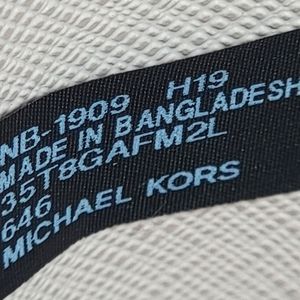 NB-1909 H19
MADE IN BANGLADESH
35T8GAFM2L
646
MICHAEL KORS